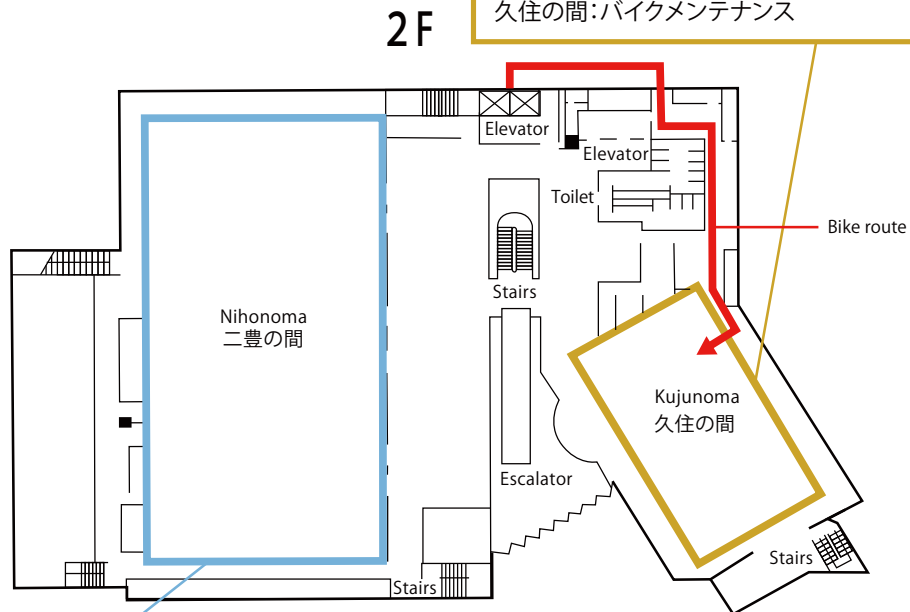 久住の間：バイクメンテナンス
2F
Elevator
Elevator
Toilet
Bike route
Stairs
Nihonoma
二豊の間
Kujunoma
久住の間
Escalator
Stairs
Stairs